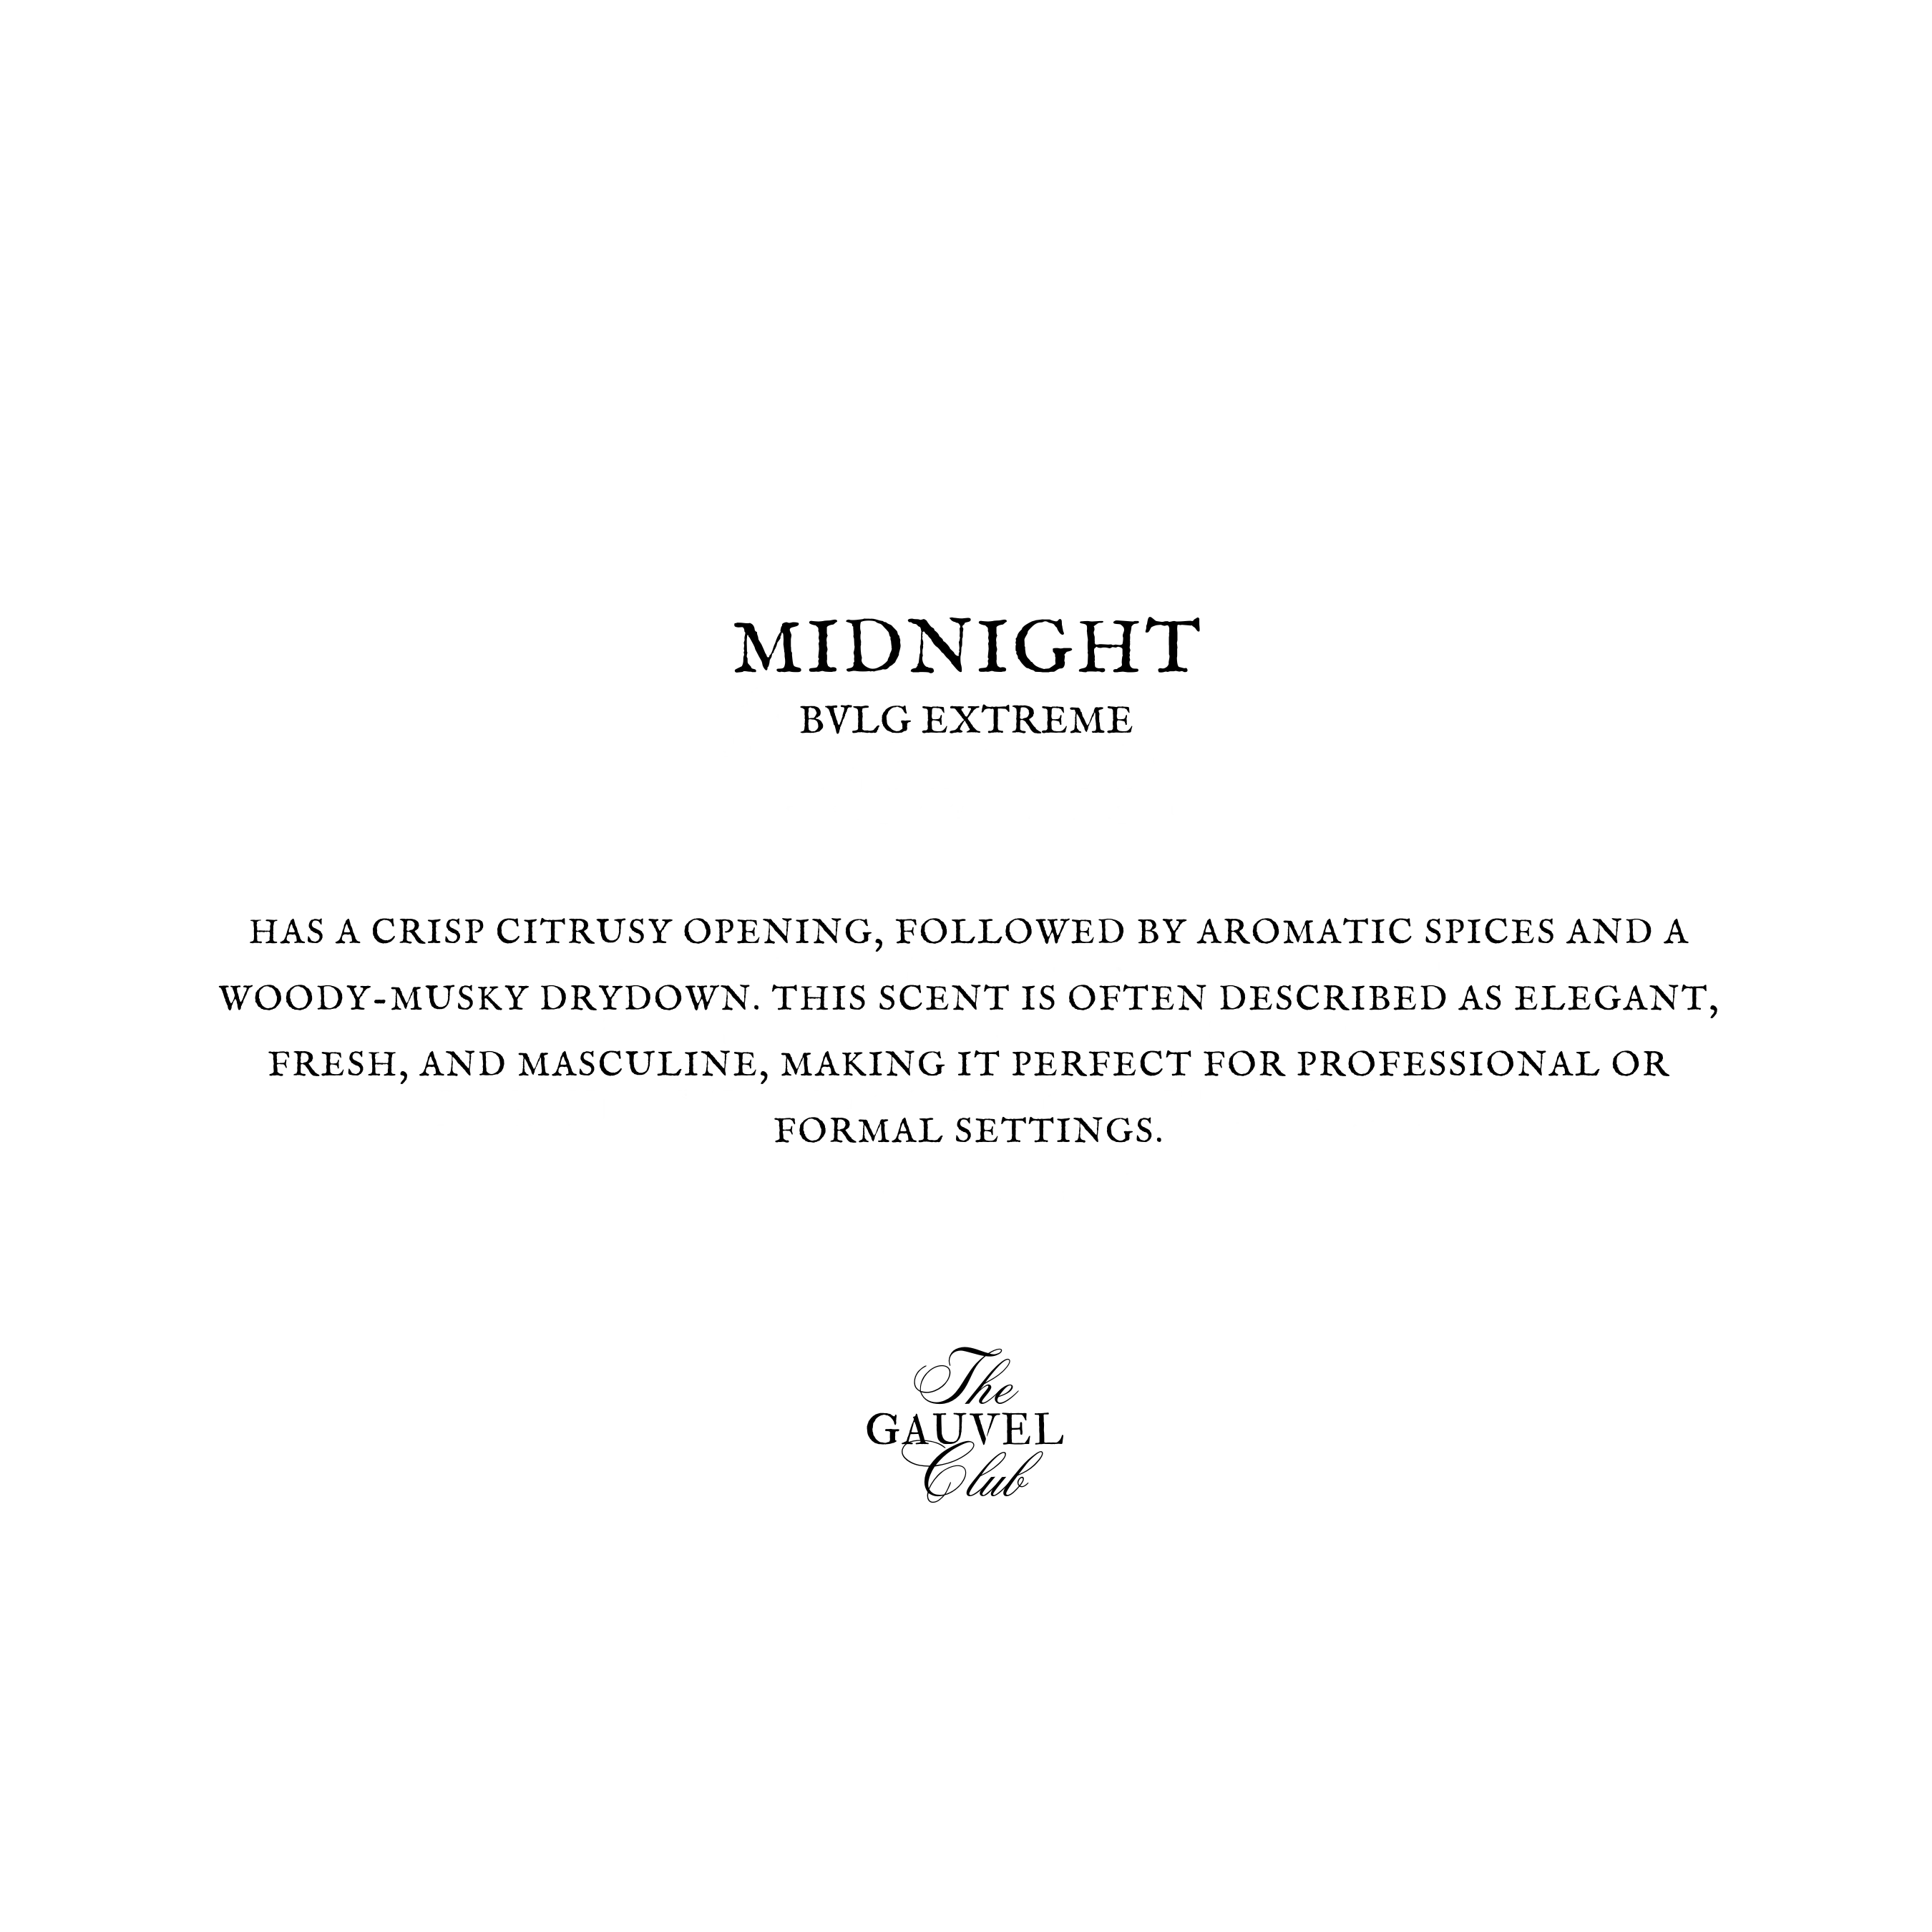 MIDNIGHT
BVLG EXTREME
HAS A CRISP CITRUSY OPENING, FOLLOWED BY AROMATIC SPICES AND A
WOODY-MUSKY DRYDOWN. THIS SCENT IS OFTEN DESCRIBED AS ELEGANT,
FRESH, AND MASCULINE, MAKING IT PERFECT FOR PROFESSIONAL OR
FORMAL SETTINGS.
The
GAUVEL
Club